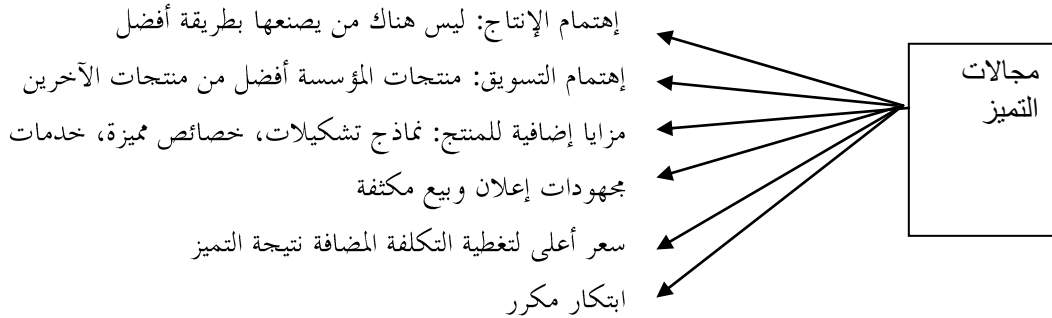 مجالات
التميز
إهتمام الإنتاج: ليس هناك من يصنعها بطريقة أفضل
إهتمام التسويق: منتجات المؤسسة أفضل من منتجات الآخرين
مزايا إضافية للمنتج: نماذج تشكيلات، خصائص مميزة، خدمات
مجهودات إعلان وبيع مكثفة
سعر أعلى لتغطية التكلفة المضافة نتيجة التميز
ابتكار مكرر